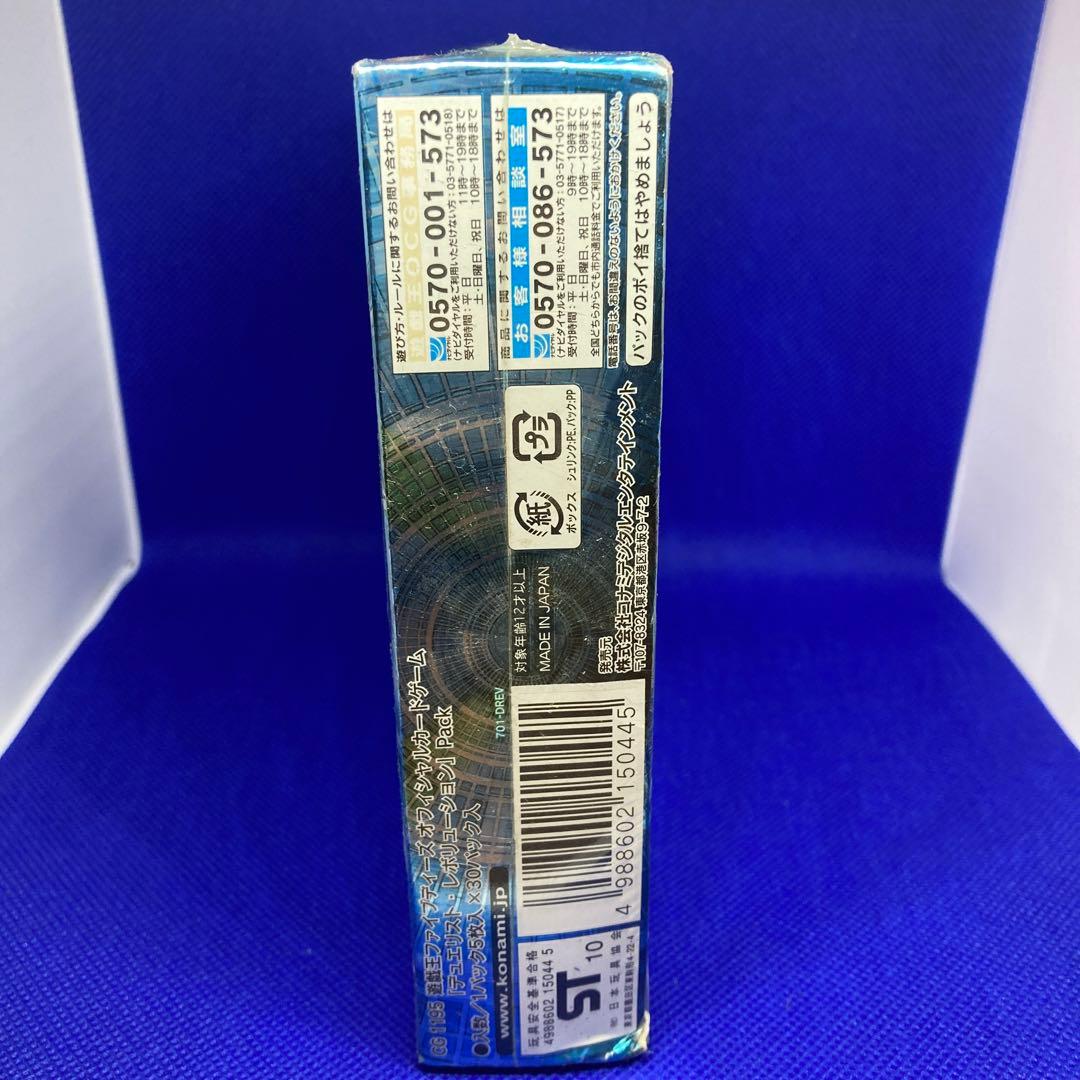 CG 1195 遊戯王ファイブディーズ オフィシャルカードゲーム
「デュエリスト・レボリューション」 Pack
●入数/1パック5枚入×30パック入
www.konami.jp
701-DREV
遊び方・ルールに関するお問い合わせは
遊戯王OCG事務局
0570-001-573
(ナビダイヤルをご利用いただけない方:03-5771-0518)
受付時間:平 日 11時〜19時まで
土・日曜日、祝日 10時〜18時まで
商品に関するお問い合わせは
お客様相談室
0570-086-573
(ナビダイヤルをご利用いただけない方:03-5771-0517)
受付時間:平 日 9時〜19時まで
土・日曜日、祝日 10時〜18時まで
全国どちらからでも市内通話料金でご利用いただけます。
電話番号は、お間違えのないようにおかけください。
パックのポイ捨てはやめましょう
プラ
紙
ボックス シュリンク:PE、パック:PP
対象年齢12才以上
MADE IN JAPAN
発売元
株式会社コナミデジタルエンタテインメント
〒107-8324 東京都港区赤坂9-7-2
4 988602 150445
玩具安全基準合格
4988602 15044 5
ST 10
(社) 日本玩具協会
東京都墨田区東駒形4-22-4